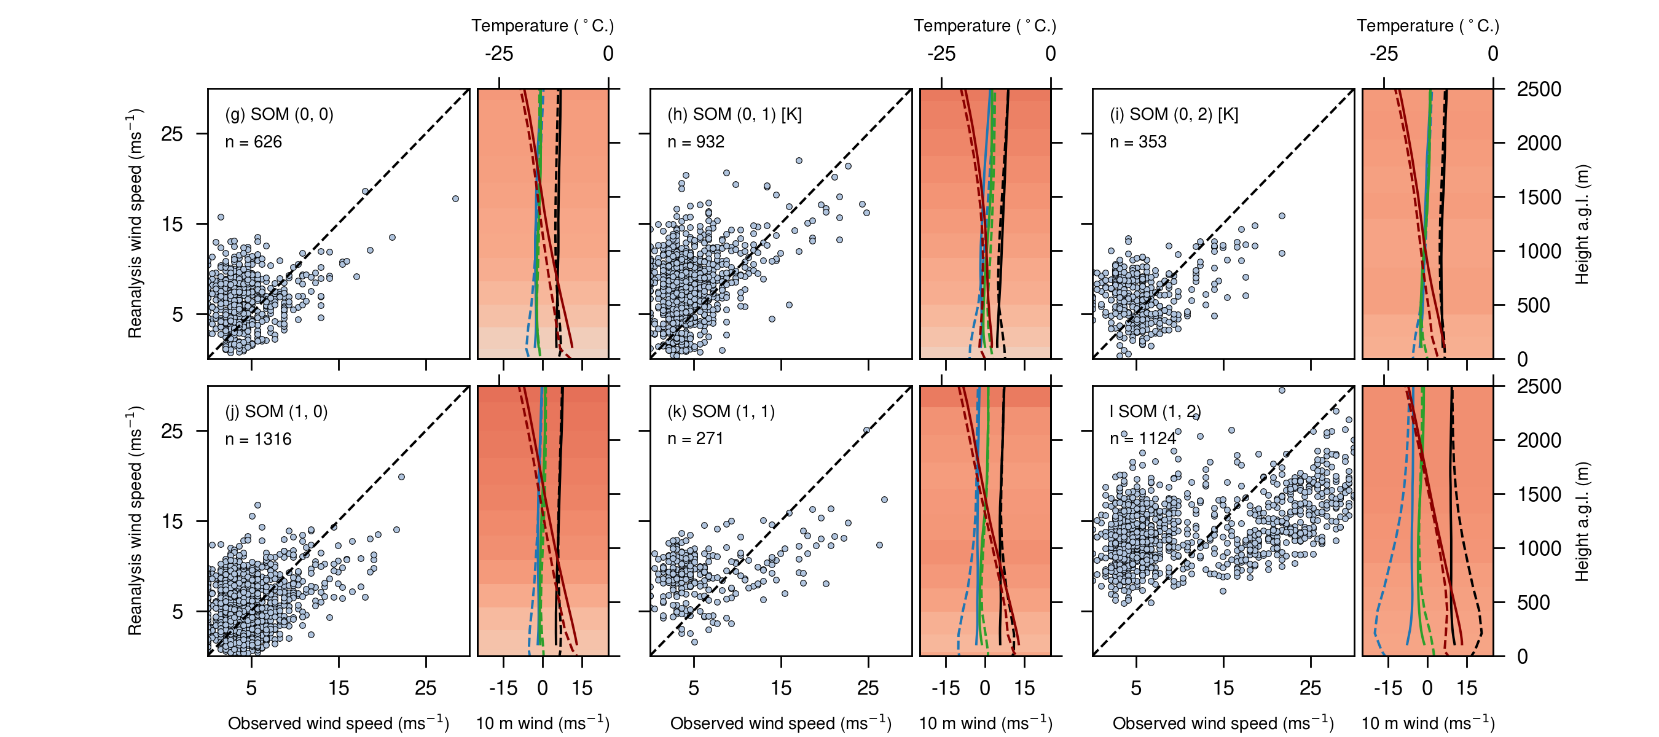 Temperature (°C.) Temperature (°C.) Temperature (°C.)
-25 0 -25 0 -25 0
(g) SOM (0, 0)
n = 626
(h) SOM (0, 1) [K]
n = 932
(i) SOM (0, 2) [K]
n = 353
25
15
5
Reanalysis wind speed (ms⁻¹)
2500
2000
1500
1000
500
0
Height a.g.l. (m)
(j) SOM (1, 0)
n = 1316
(k) SOM (1, 1)
n = 271
l SOM (1, 2)
n = 1124
25
15
5
Reanalysis wind speed (ms⁻¹)
2500
2000
1500
1000
500
0
Height a.g.l. (m)
5 15 25 -15 0 15 5 15 25 -15 0 15 5 15 25 -15 0 15
Observed wind speed (ms⁻¹) 10 m wind (ms⁻¹) Observed wind speed (ms⁻¹) 10 m wind (ms⁻¹) Observed wind speed (ms⁻¹) 10 m wind (ms⁻¹)